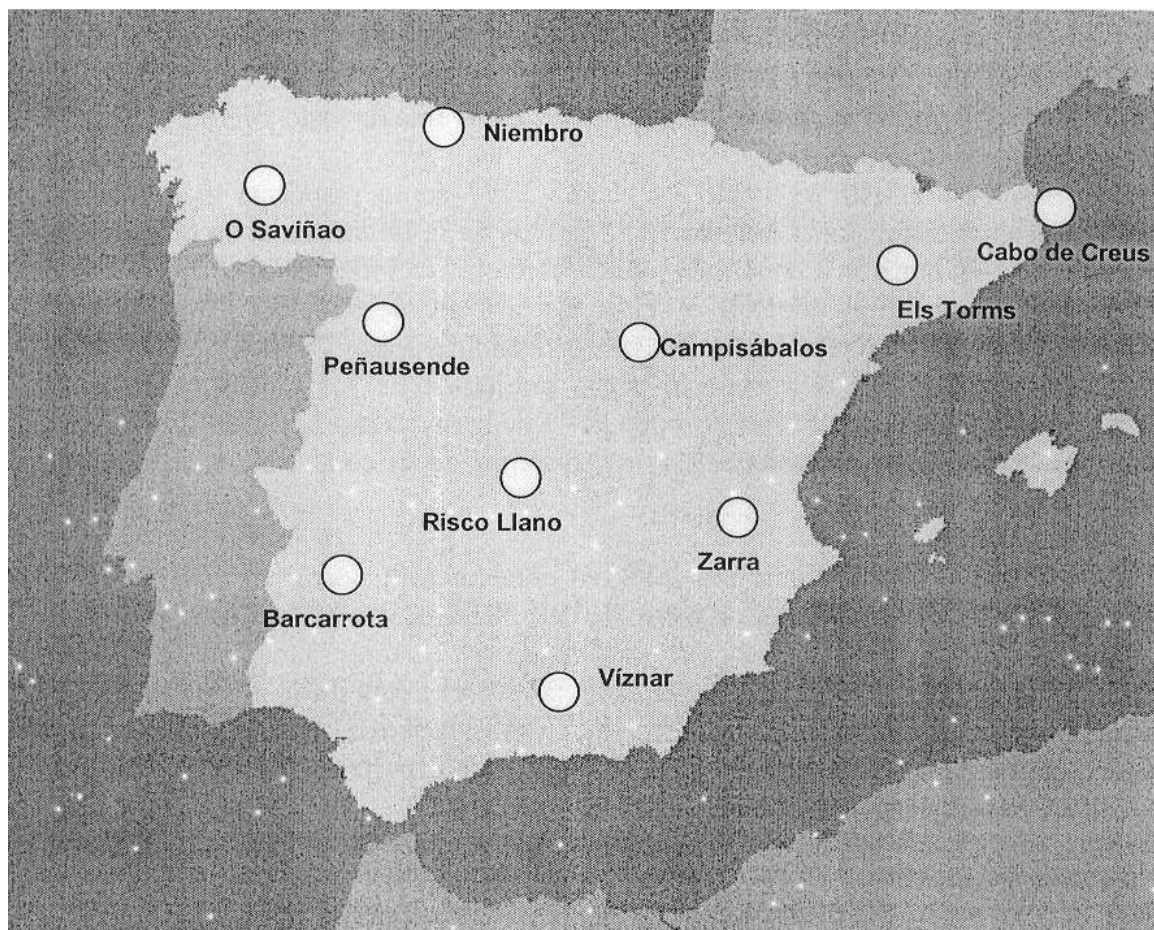 Niembro
O Saviñao
Cabo de Creus
Els Torms
Peñausende
Campisábalos
Risco Llano
Zarra
Barcarrota
Víznar